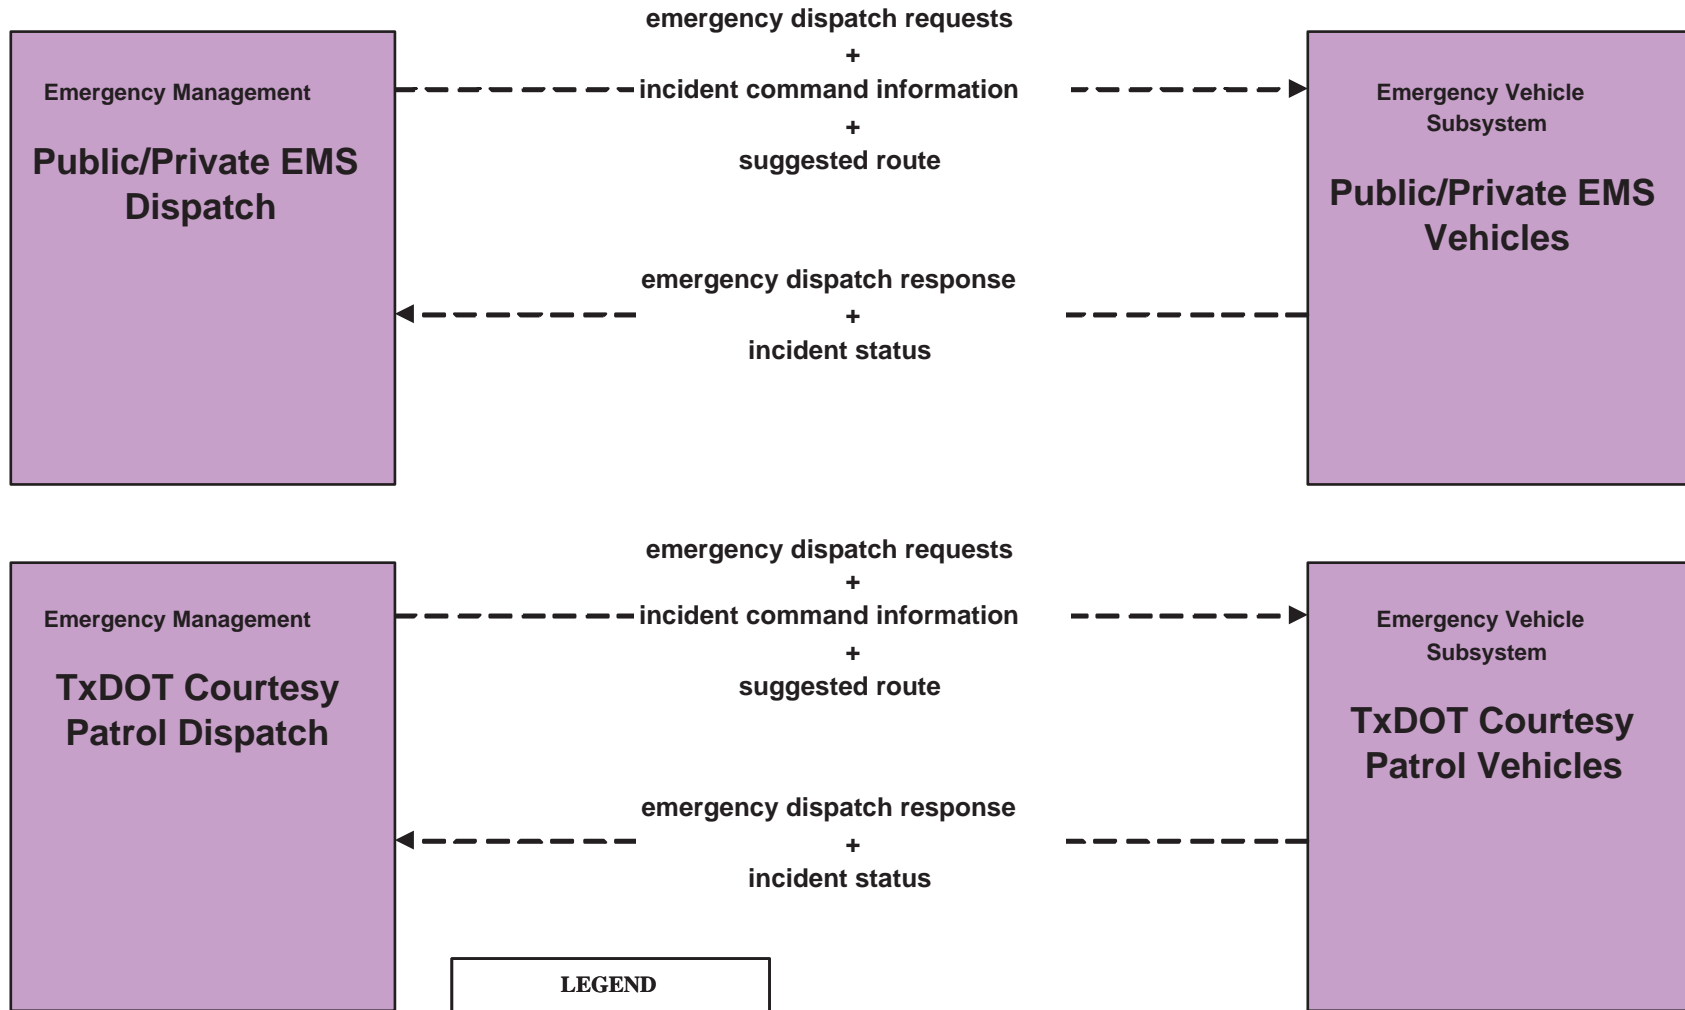 emergency dispatch requests
+
incident command information
+
suggested route
Emergency Management
Public/Private EMS
Dispatch
Emergency Vehicle
Subsystem
Public/Private EMS
Vehicles
emergency dispatch response
+
incident status
emergency dispatch requests
+
incident command information
+
suggested route
Emergency Management
TxDOT Courtesy
Patrol Dispatch
Emergency Vehicle
Subsystem
TxDOT Courtesy
Patrol Vehicles
emergency dispatch response
+
incident status
LEGEND